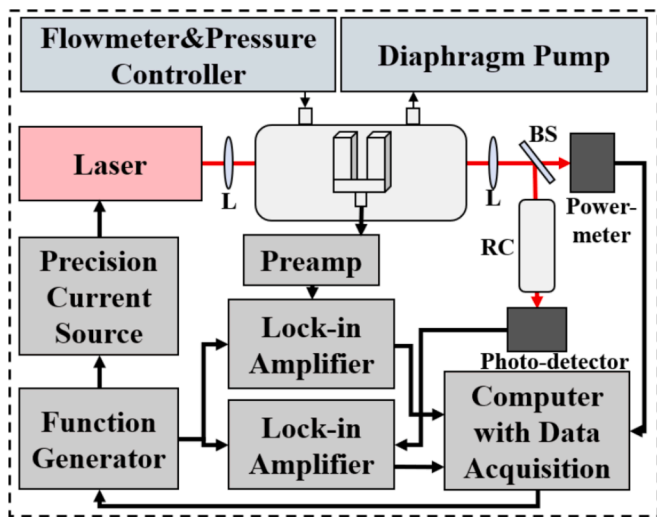 Flowmeter&Pressure
Controller
Diaphragm Pump
Laser
L
L
BS
Power-
meter
RC
Precision
Current
Source
Preamp
Lock-in
Amplifier
Photo-detector
Function
Generator
Lock-in
Amplifier
Computer
with Data
Acquisition